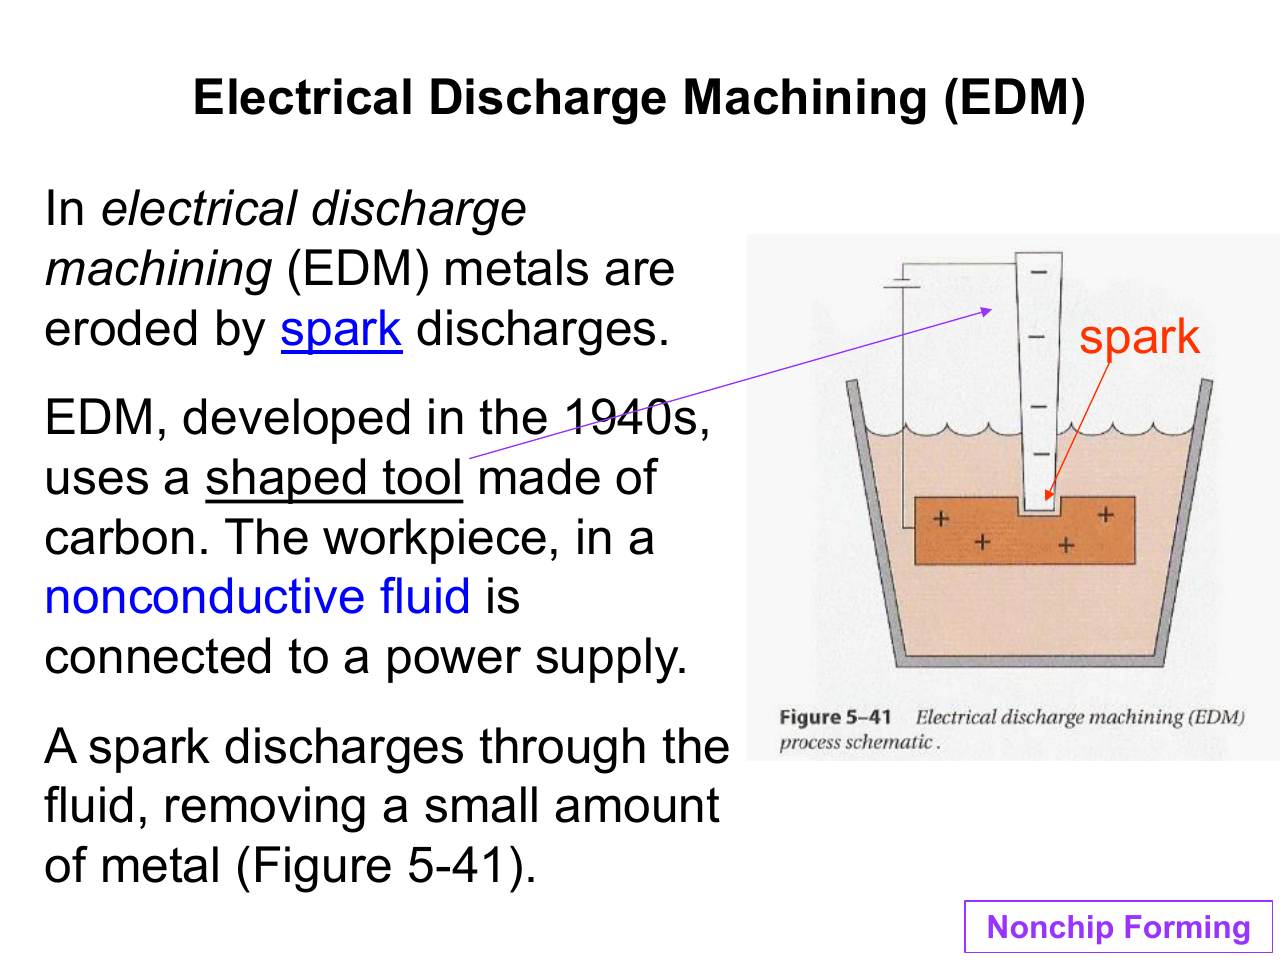 Electrical Discharge Machining (EDM)
In electrical discharge
machining (EDM) metals are
eroded by spark discharges.
EDM, developed in the 1940s,
uses a shaped tool made of
carbon. The workpiece, in a
nonconductive fluid is
connected to a power supply.
A spark discharges through the
fluid, removing a small amount
of metal (Figure 5-41).
spark
− 
−
−
−
+ + + +
Figure 5–41 Electrical discharge machining (EDM)
process schematic.
Nonchip Forming